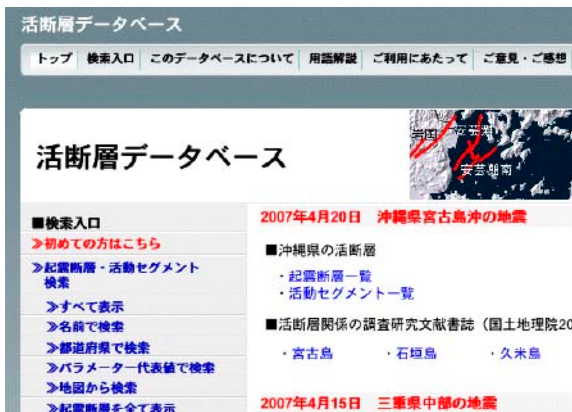 活断層データベース
トップ 検索入口 このデータベースについて 用語解説 ご利用にあたって ご意見・ご感想
活断層データベース
岩国
安芸灘
安芸灘南
■検索入口
≫初めての方はこちら
≫起震断層・活動セグメント
検索
≫すべて表示
≫名前で検索
≫都道府県で検索
≫パラメーター代表値で検索
≫地図から検索
≫起震断層を全て表示
2007年4月20日 沖縄県宮古島沖の地震
■沖縄県の活断層
・起震断層一覧
・活動セグメント一覧
■活断層関係の調査研究文献書誌（国土地理院20
・宮古島 ・石垣島 ・久米島
2007年4月15日 三重県中部の地震